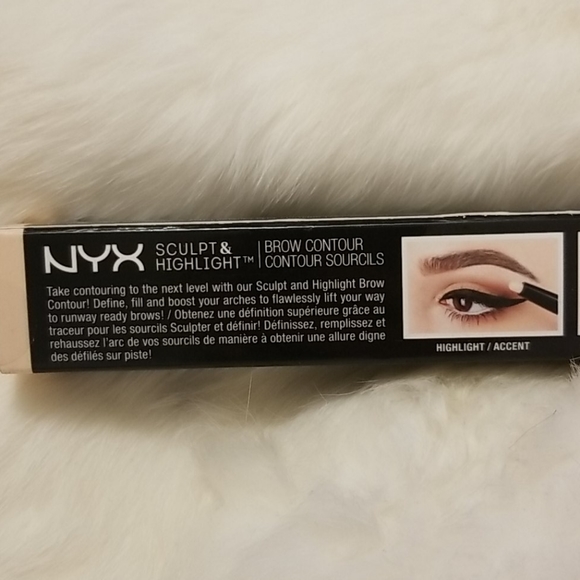 NYX SCULPT & HIGHLIGHT™ BROW CONTOUR
CONTOUR SOURCILS
Take contouring to the next level with our Sculpt and Highlight Brow
Contour! Define, fill and boost your arches to flawlessly lift your way
to runway ready brows! / Obtenez une définition supérieure grâce au
traceur pour les sourcils Sculpter et définir! Définissez, remplissez et
rehaussez l'arc de vos sourcils de manière à obtenir une allure digne
des défilés sur piste!
HIGHLIGHT / ACCENT